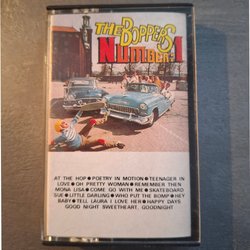 THE BOPPERS
NUMBER 1
AT THE HOP●POETRY IN MOTION●TEENAGER IN
LOVE●OH PRETTY WOMAN●REMEMBER THEN
MONA LISA●COME GO WITH ME●SKATEBOARD
SUE●LITTLE DARLING●WHO PUT THE BOMP●HEY
BABY●TELL LAURA I LOVE HER●HAPPY DAYS
GOOD NIGHT SWEETHEART, GOODNIGHT